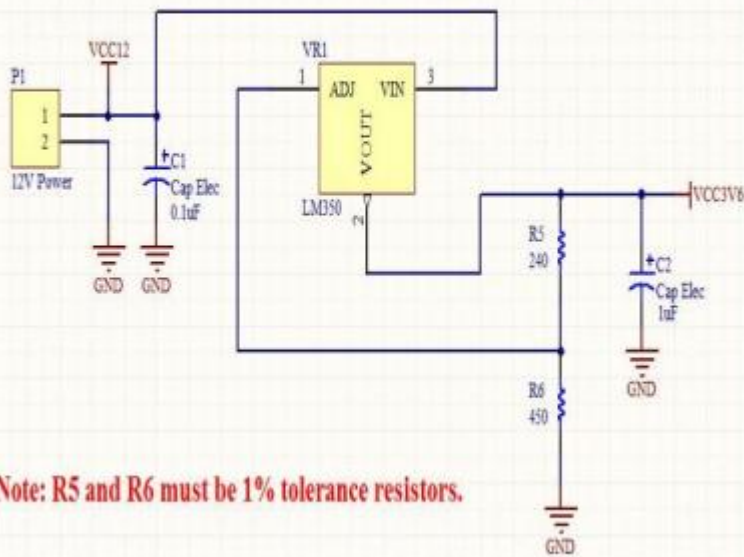 VCC12
VR1
P1
1
ADJ
VIN
3
1
2
VOUT
12V Power
C1
Cap Elec
0.1uF
LM350
2
VCC3V6
R5
240
C2
Cap Elec
1uF
GND
GND
GND
R6
450
Note: R5 and R6 must be 1% tolerance resistors.
GND